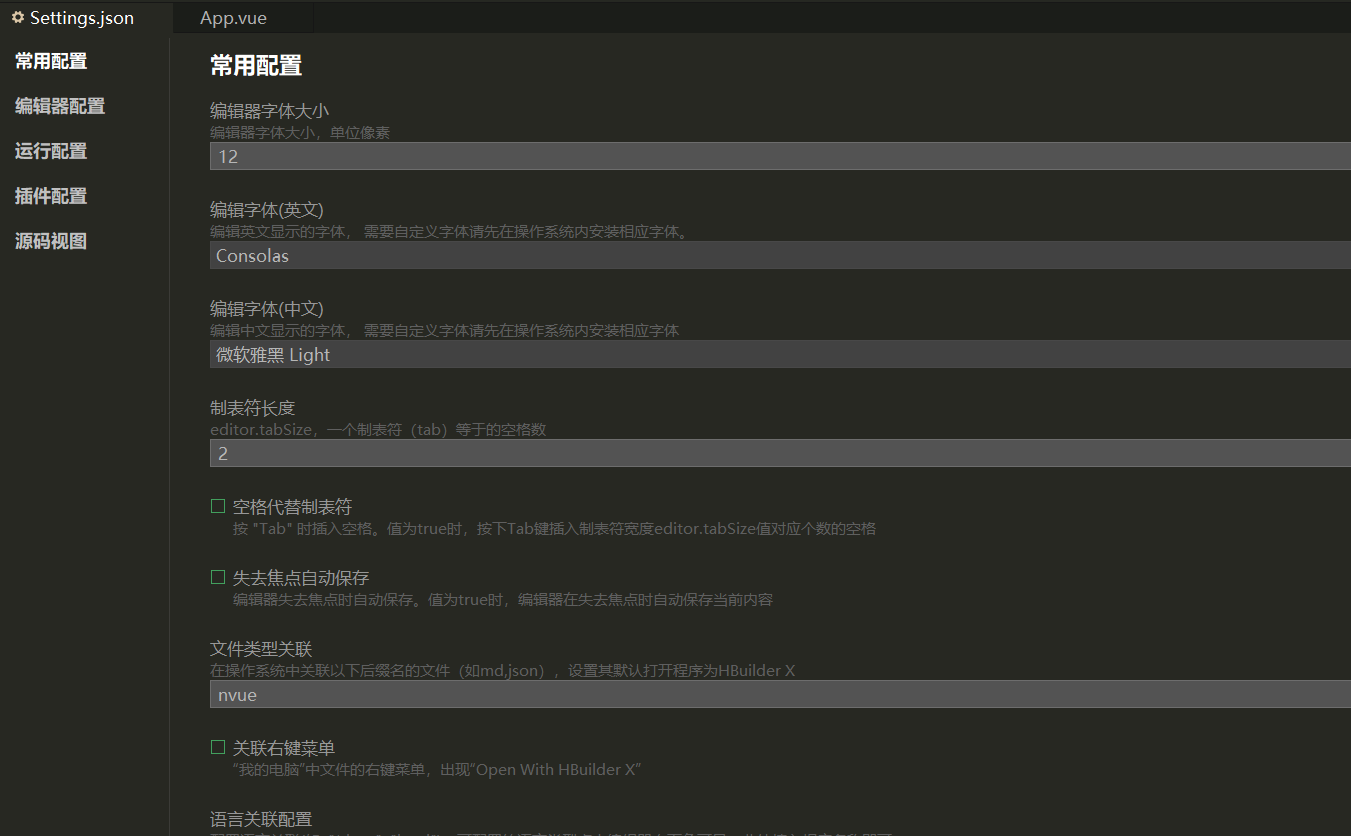 Settings.json
App.vue
常用配置
编辑器配置
运行配置
插件配置
源码视图
常用配置
编辑器字体大小
编辑器字体大小，单位像素
12
编辑字体(英文)
编辑英文显示的字体， 需要自定义字体请先在操作系统内安装相应字体。
Consolas
编辑字体(中文)
编辑中文显示的字体， 需要自定义字体请先在操作系统内安装相应字体
微软雅黑 Light
制表符长度
editor.tabSize，一个制表符（tab）等于的空格数
2
空格代替制表符
按 "Tab" 时插入空格。值为true时，按下Tab键插入制表符宽度editor.tabSize值对应个数的空格
失去焦点自动保存
编辑器失去焦点时自动保存。值为true时，编辑器在失去焦点时自动保存当前内容
文件类型关联
在操作系统中关联以下后缀名的文件（如md,json），设置其默认打开程序为HBuilder X
nvue
关联右键菜单
“我的电脑”中文件的右键菜单，出现“Open With HBuilder X”
语言关联配置